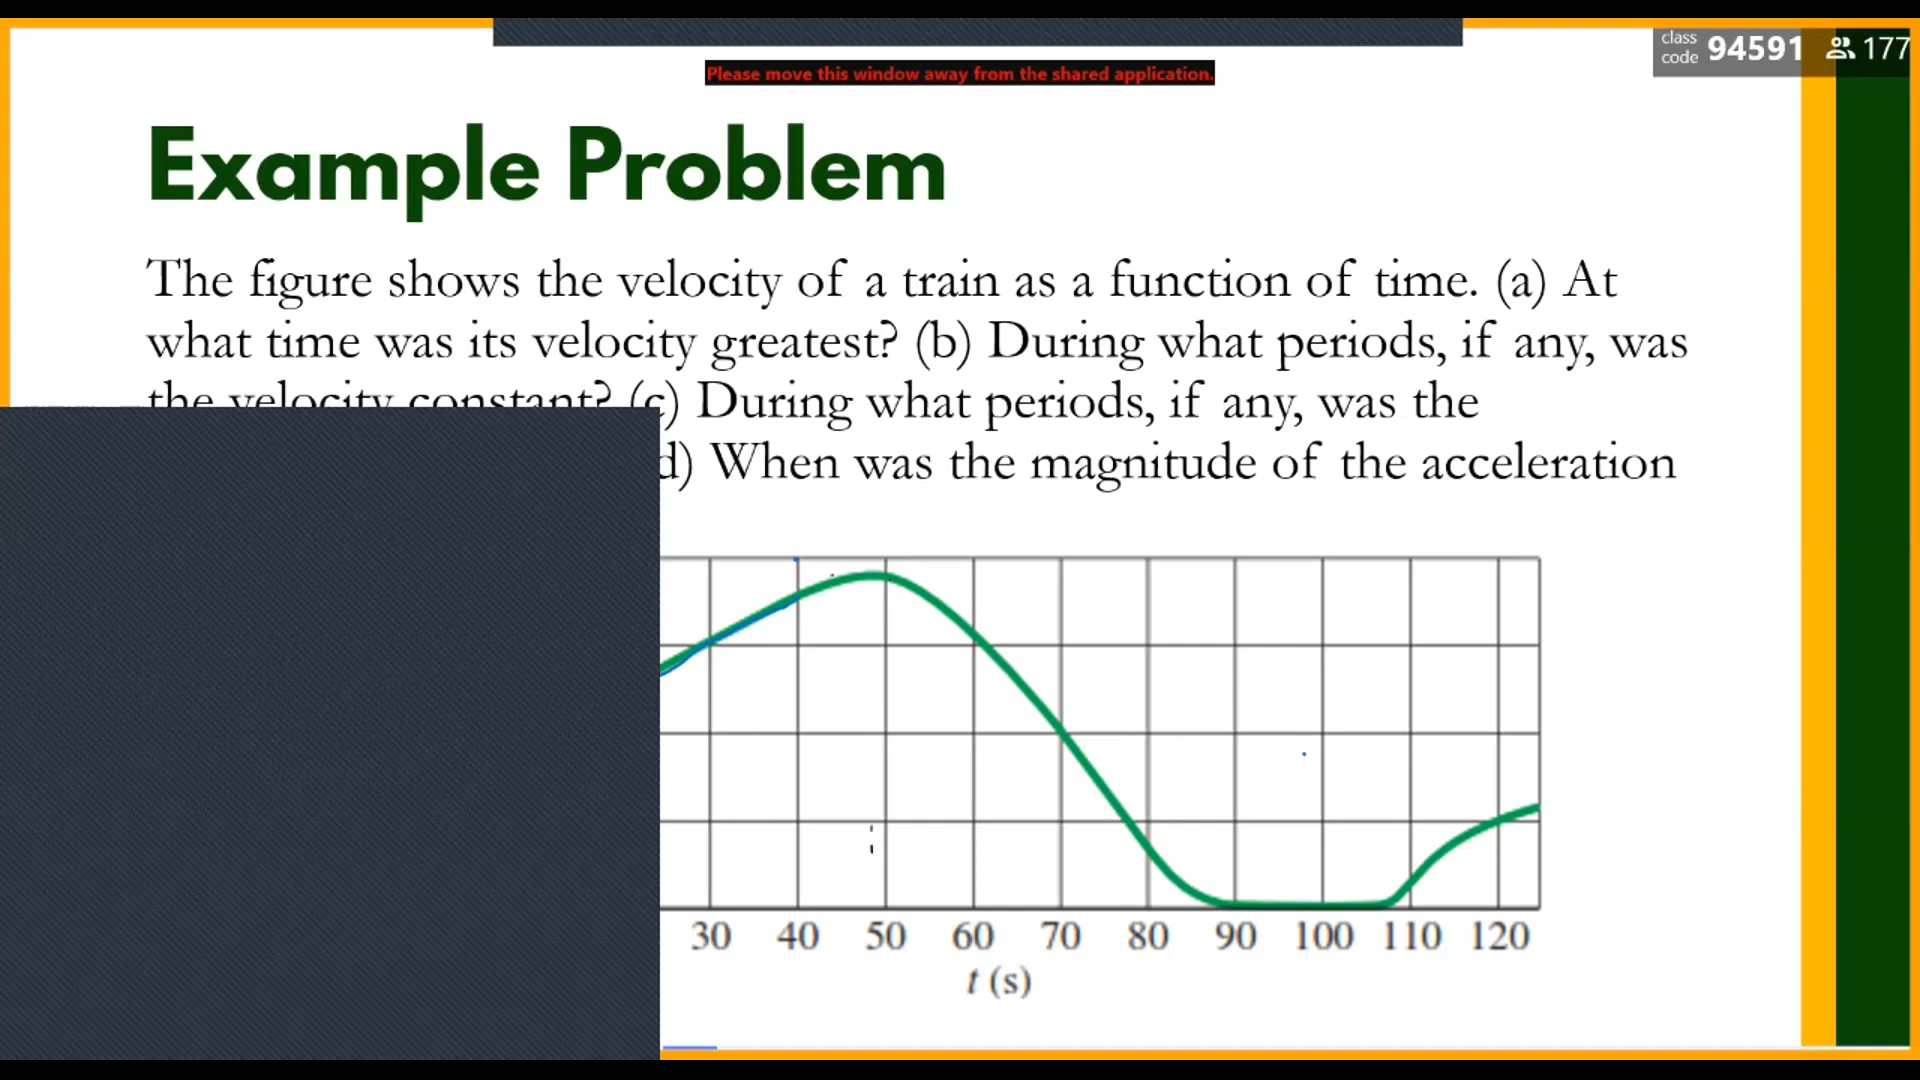 class
code 94591 177
Please move this window away from the shared application.
Example Problem
The figure shows the velocity of a train as a function of time. (a) At
what time was its velocity greatest? (b) During what periods, if any, was
the velocity constant? (c) During what periods, if any, was the
d) When was the magnitude of the acceleration
30 40 50 60 70 80 90 100 110 120
t (s)